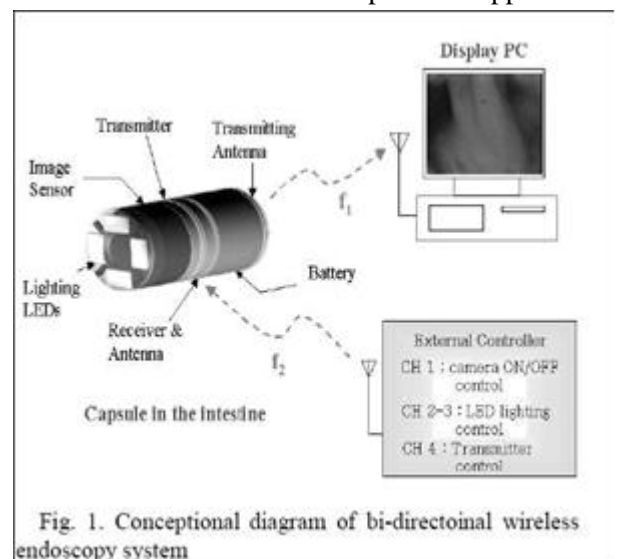 Display PC
Transmitter
Transmitting
Antenna
Image
Sensor
f1
Lighting
LEDs
Battery
Receiver &
Antenna
f2
Capsule in the intestine
External Controller
CH 1 : camera ON/OFF
control
CH 2-3 : LED lighting
control
CH 4 : Transmitter
control
Fig. 1. Conceptional diagram of bi-directoinal wireless
endoscopy system